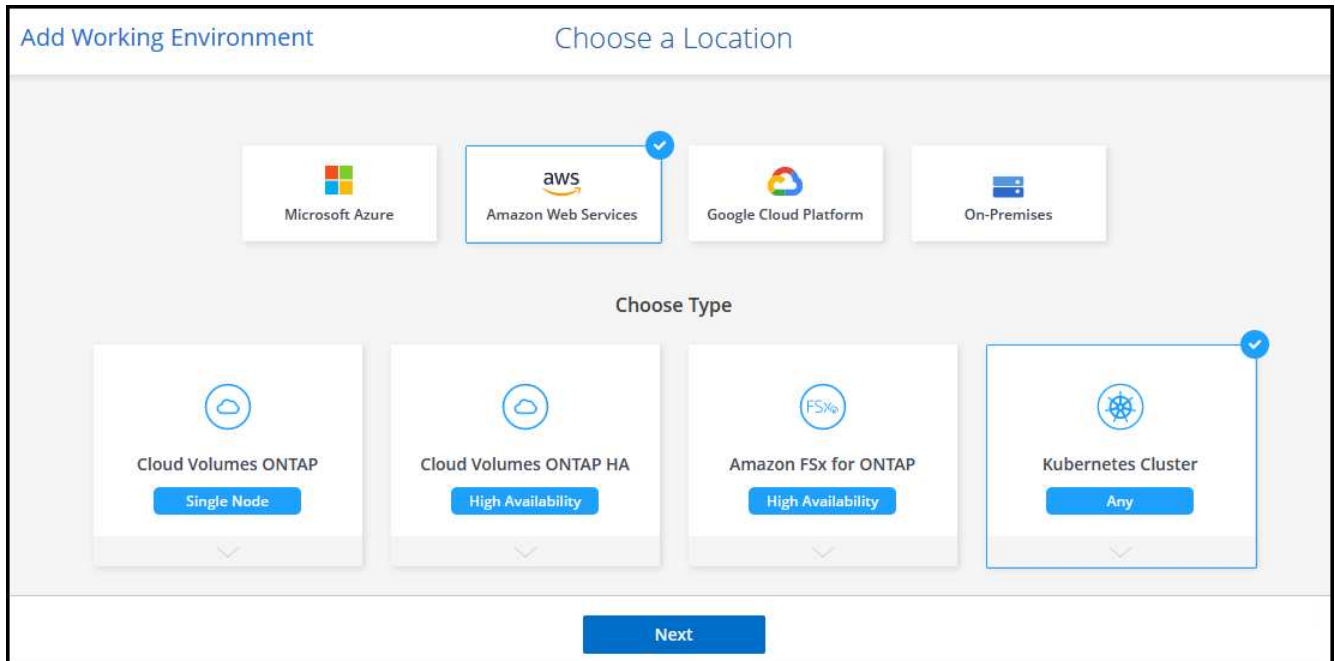 Add Working Environment
Choose a Location
aws
Microsoft Azure
Amazon Web Services
Google Cloud Platform
On-Premises
Choose Type
FSx
Cloud Volumes ONTAP
Cloud Volumes ONTAP HA
Amazon FSx for ONTAP
Kubernetes Cluster
Single Node
High Availability
High Availability
Any
Next